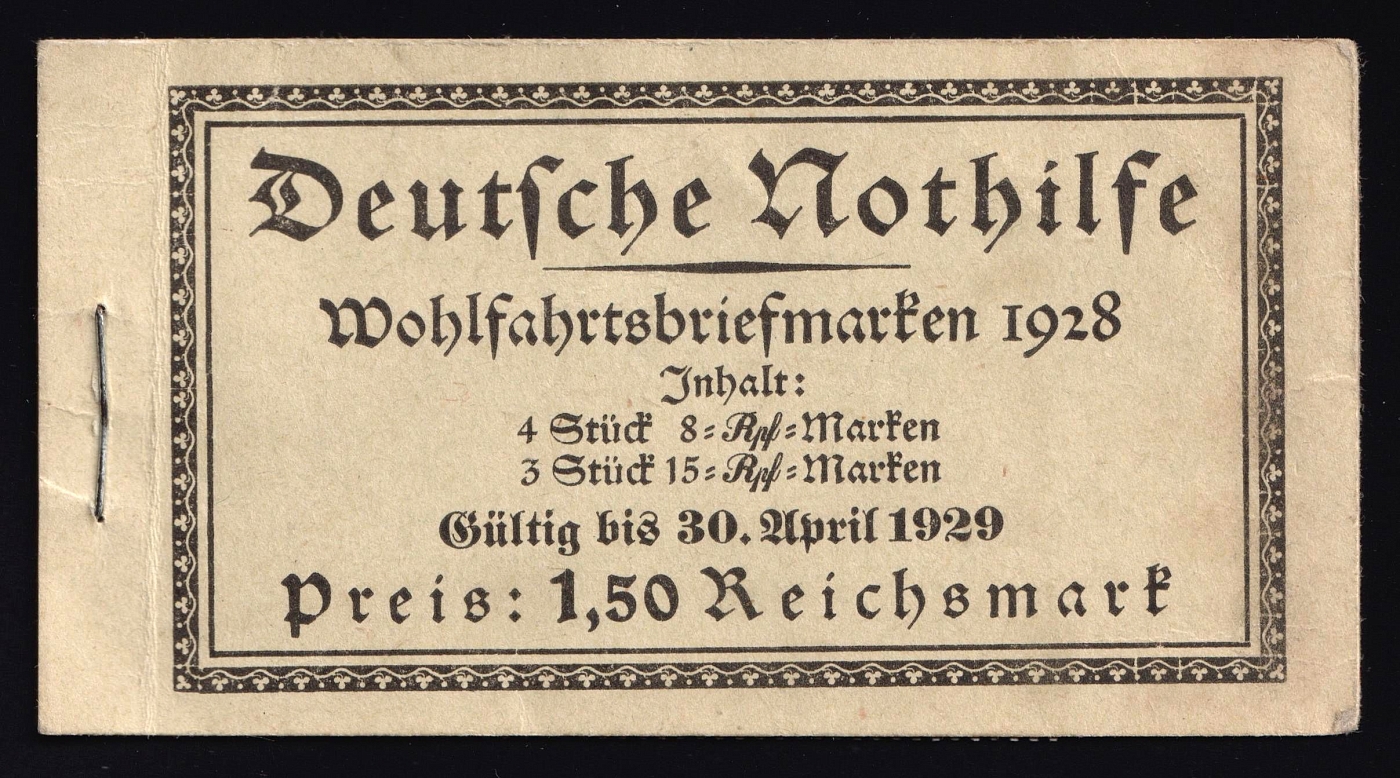 Deutsche Nothilfe
Wohlfahrtsbriefmarken 1928
Inhalt:
4 Stück 8=Rpf=Marken
3 Stück 15=Rpf=Marken
Gültig bis 30. April 1929
Preis: 1,50 Reichsmark